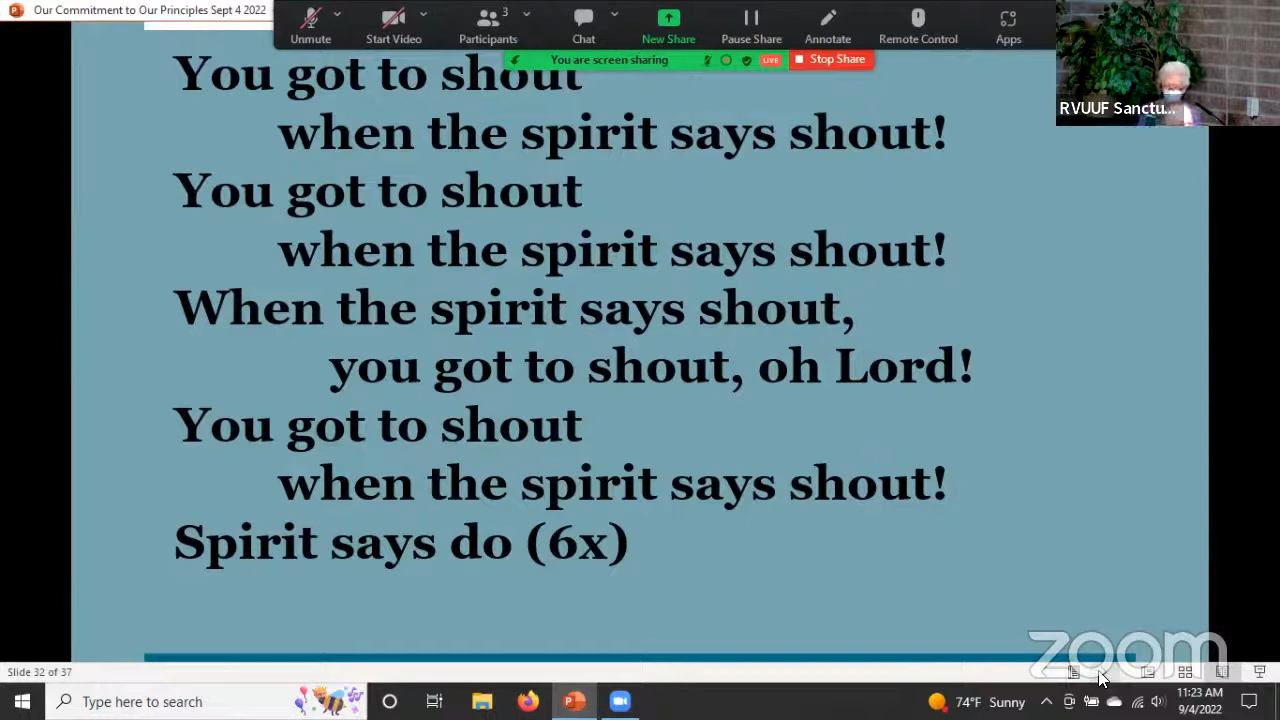 Our Commitment to Our Principles Sept 4 2022
Unmute
Start Video
3
Participants
Chat
New Share
Pause Share
Annotate
Remote Control
Apps
You are screen sharing
LIVE
Stop Share
RVUUF Sanctu...
You got to shout
when the spirit says shout!
You got to shout
when the spirit says shout!
When the spirit says shout,
you got to shout, oh Lord!
You got to shout
when the spirit says shout!
Spirit says do (6x)
zoom
Slide 32 of 37
Type here to search
74°F Sunny
11:23 AM
9/4/2022